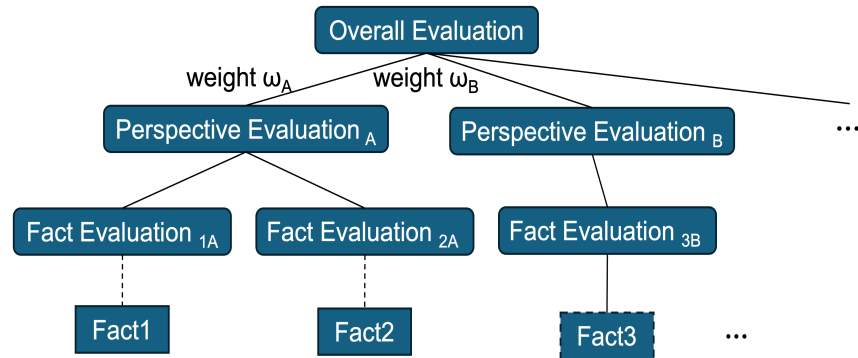 Overall Evaluation
weight ωA weight ωB
Perspective Evaluation A Perspective Evaluation B ...
Fact Evaluation 1A Fact Evaluation 2A Fact Evaluation 3B
Fact1 Fact2 Fact3 ...